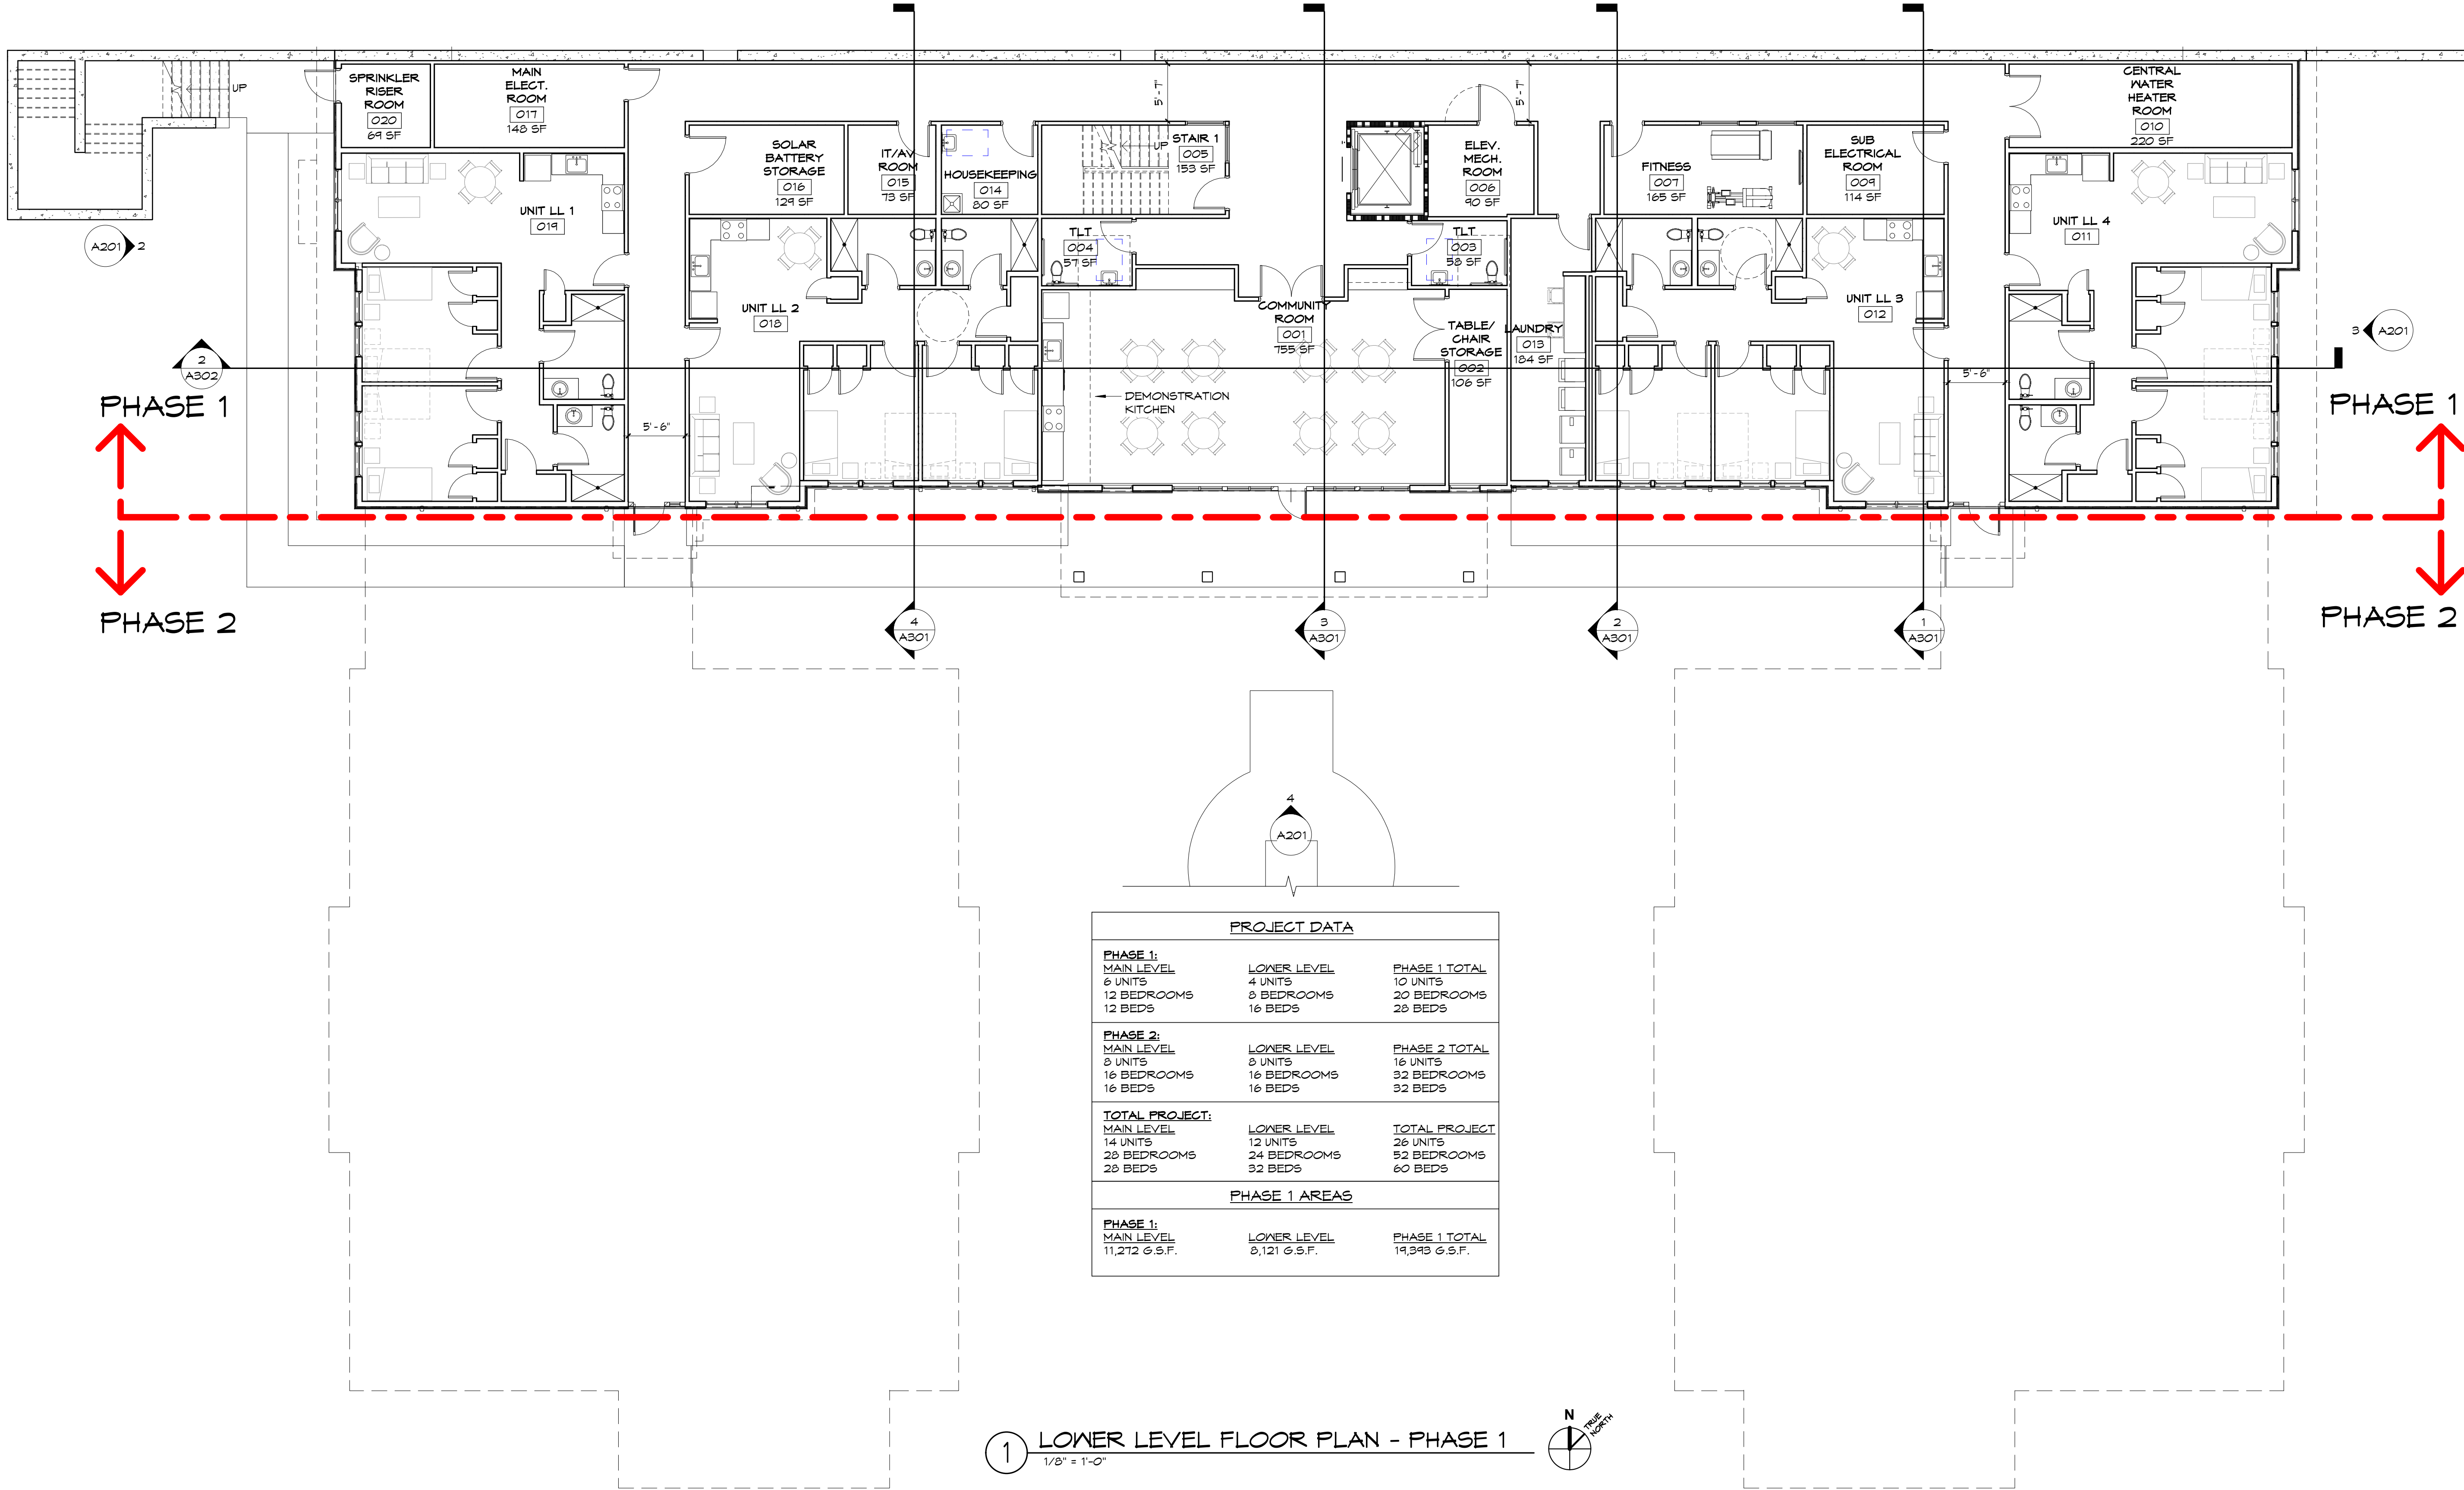 SPRINKLER
RISER
ROOM
020
69 SF
MAIN
ELECT.
ROOM
017
148 SF
UP
SOLAR
BATTERY
STORAGE
016
129 SF
IT/AV
ROOM
015
73 SF
HOUSEKEEPING
014
80 SF
UP
STAIR 1
005
153 SF
5'-7"
ELEV.
MECH.
ROOM
006
90 SF
5'-7"
FITNESS
007
165 SF
SUB
ELECTRICAL
ROOM
009
114 SF
CENTRAL
WATER
HEATER
ROOM
010
220 SF
UNIT LL 1
019
A201
2
TLT
004
57 SF
TLT
003
58 SF
UNIT LL 4
011
UNIT LL 2
018
COMMUNITY
ROOM
001
755 SF
TABLE/
CHAIR
STORAGE
002
106 SF
LAUNDRY
013
184 SF
UNIT LL 3
012
3
A201
2
A302
5'-6"
5'-6"
DEMONSTRATION
KITCHEN
PHASE 1
PHASE 1
PHASE 2
PHASE 2
4
A301
3
A301
2
A301
1
A301
4
A201
PROJECT DATA
PHASE 1:
MAIN LEVEL LOWER LEVEL PHASE 1 TOTAL
6 UNITS 4 UNITS 10 UNITS
12 BEDROOMS 8 BEDROOMS 20 BEDROOMS
12 BEDS 16 BEDS 28 BEDS
PHASE 2:
MAIN LEVEL LOWER LEVEL PHASE 2 TOTAL
8 UNITS 8 UNITS 16 UNITS
16 BEDROOMS 16 BEDROOMS 32 BEDROOMS
16 BEDS 16 BEDS 32 BEDS
TOTAL PROJECT:
MAIN LEVEL LOWER LEVEL TOTAL PROJECT
14 UNITS 12 UNITS 26 UNITS
28 BEDROOMS 24 BEDROOMS 52 BEDROOMS
28 BEDS 32 BEDS 60 BEDS
PHASE 1 AREAS
PHASE 1:
MAIN LEVEL LOWER LEVEL PHASE 1 TOTAL
11,272 G.S.F. 8,121 G.S.F. 19,393 G.S.F.
1
LOWER LEVEL FLOOR PLAN - PHASE 1
1/8" = 1'-0"
N
TRUE
NORTH